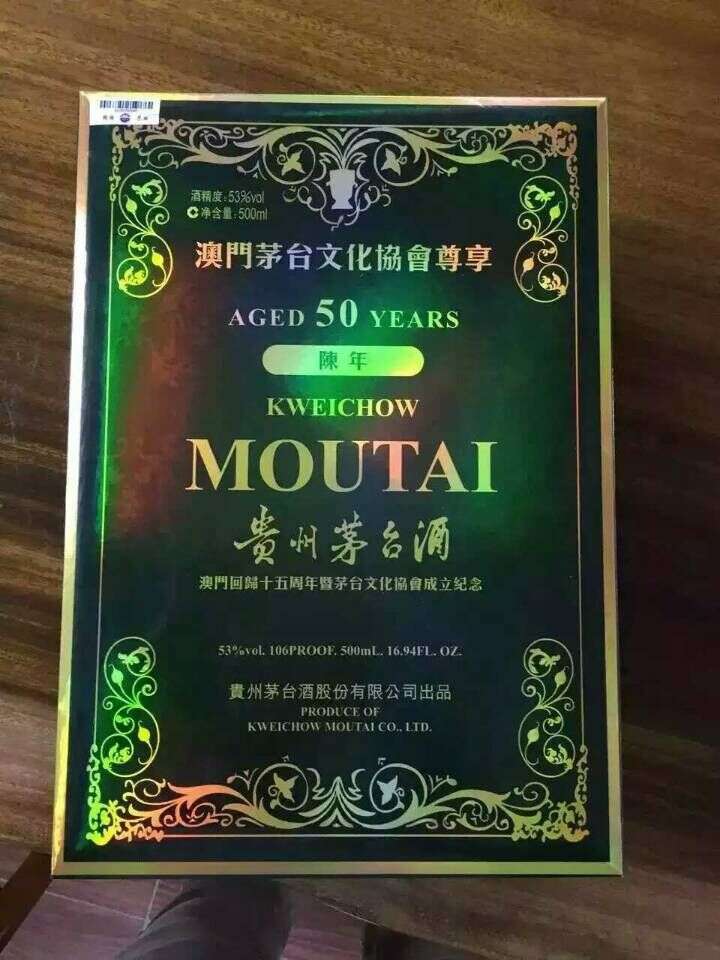 酒精度:53%vol
净含量:500ml
澳門茅台文化協會尊享
AGED 50 YEARS
陳年
KWEICHOW
MOUTAI
貴州茅台酒
澳門回歸十五周年暨茅台文化協會成立紀念
53%vol. 106PROOF. 500mL. 16.94FL. OZ.
貴州茅台酒股份有限公司出品
PRODUCE OF
KWEICHOW MOUTAI CO., LTD.